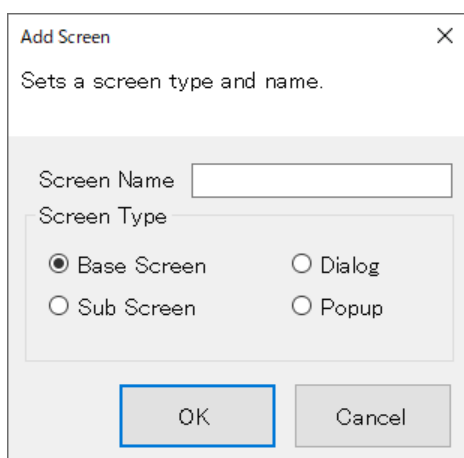 Add Screen
Sets a screen type and name.
Screen Name
Screen Type
Base Screen
Dialog
Sub Screen
Popup
OK
Cancel